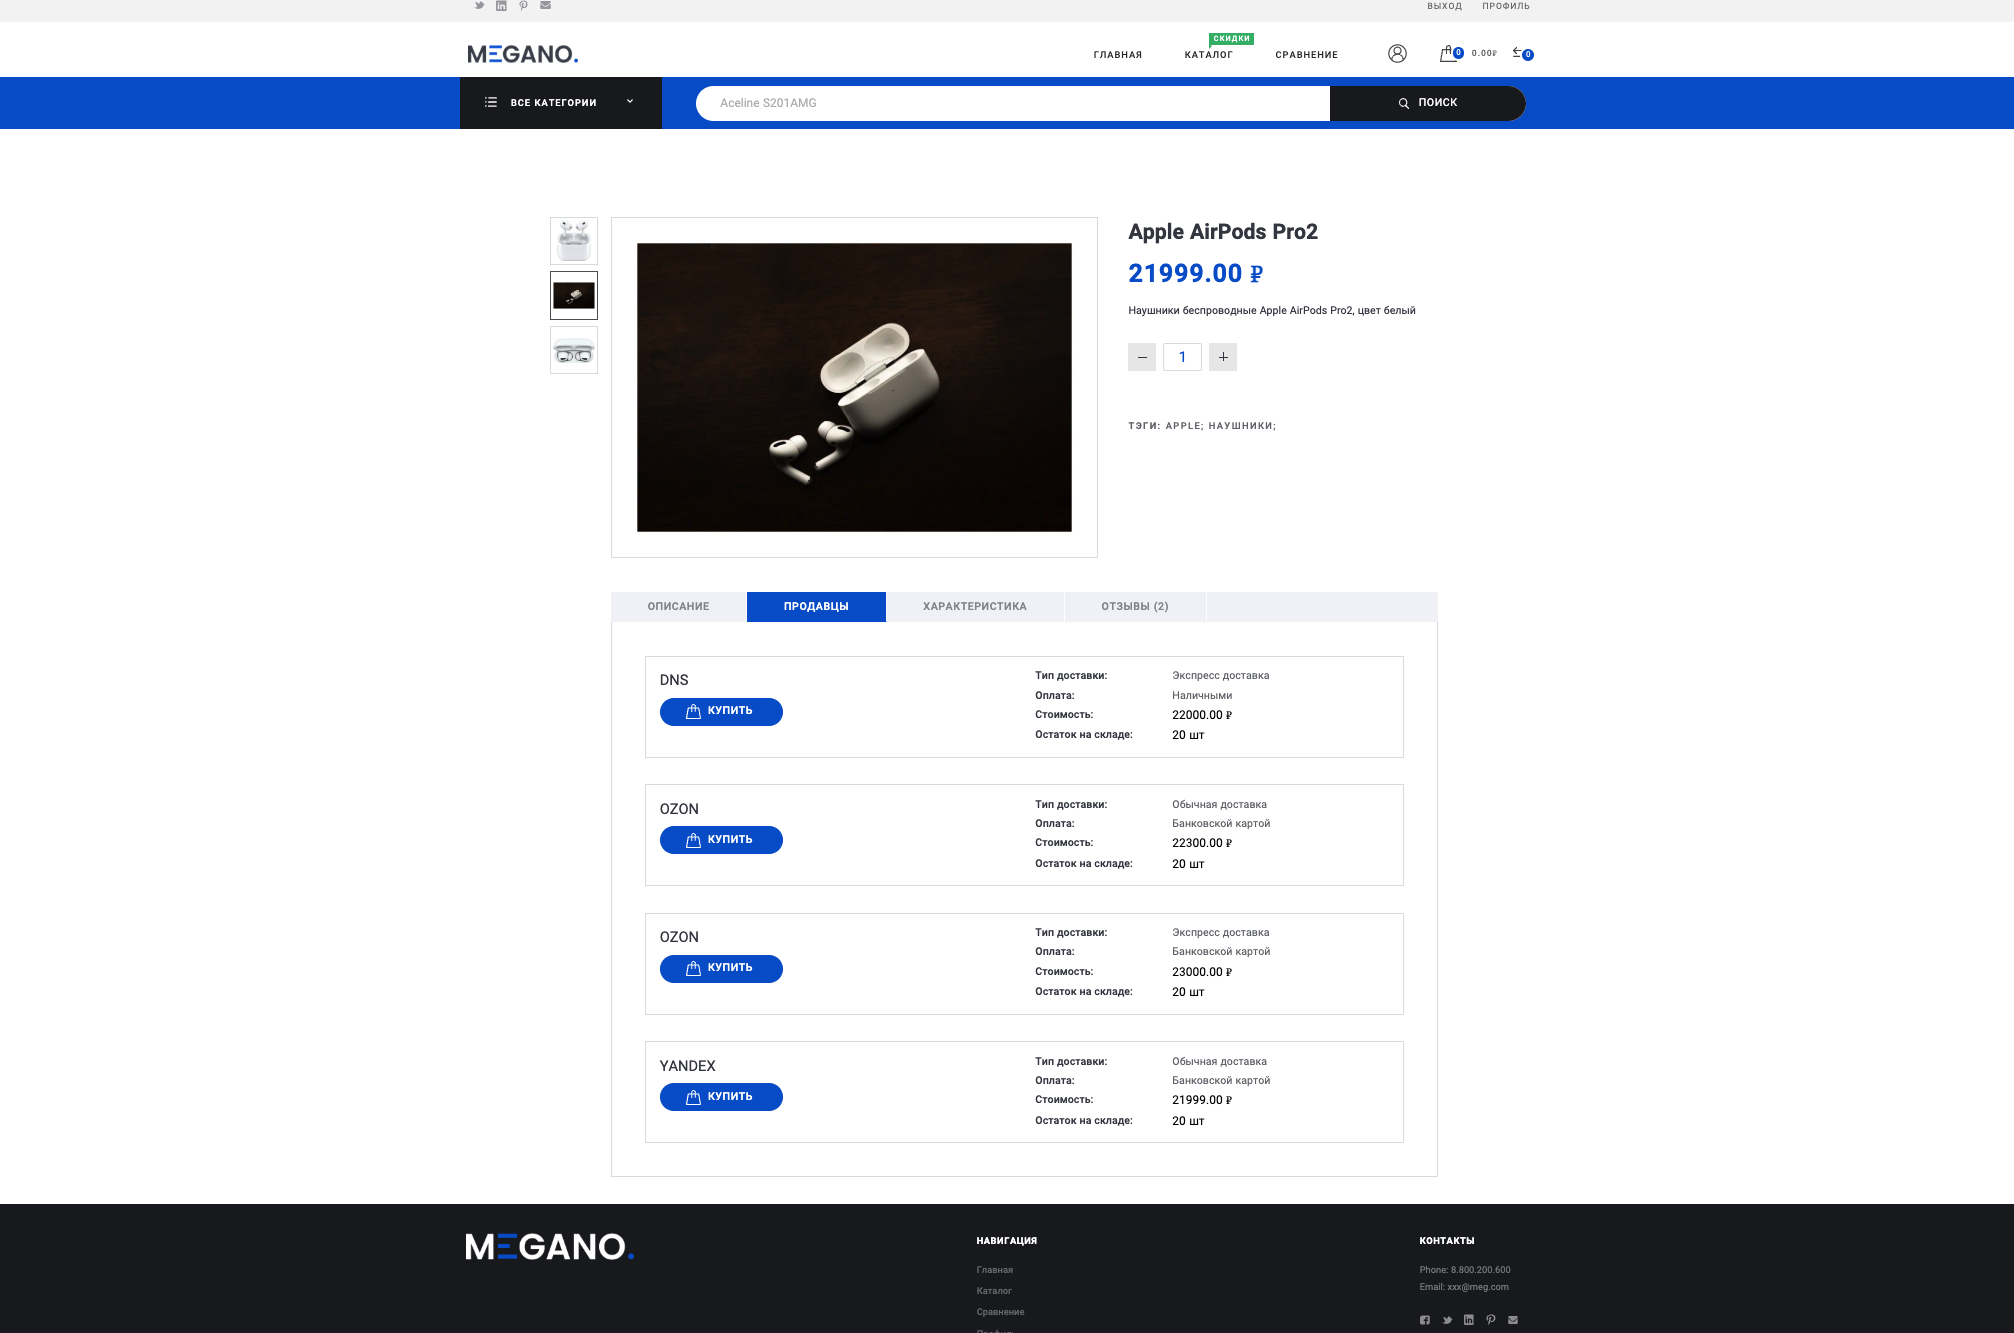 ВЫХОД ПРОФИЛЬ
MEGANO.
ГЛАВНАЯ КАТАЛОГ СКИДКИ СРАВНЕНИЕ 0 0.00₽ 0
ВСЕ КАТЕГОРИИ Aceline S201AMG ПОИСК
Apple AirPods Pro2
21999.00 ₽
Наушники беспроводные Apple AirPods Pro2, цвет белый
1
ТЭГИ: APPLE; НАУШНИКИ;
ОПИСАНИЕ ПРОДАВЦЫ ХАРАКТЕРИСТИКА ОТЗЫВЫ (2)
DNS
КУПИТЬ
Тип доставки: Экспресс доставка
Оплата: Наличными
Стоимость: 22000.00 ₽
Остаток на складе: 20 шт
OZON
КУПИТЬ
Тип доставки: Обычная доставка
Оплата: Банковской картой
Стоимость: 22300.00 ₽
Остаток на складе: 20 шт
OZON
КУПИТЬ
Тип доставки: Экспресс доставка
Оплата: Банковской картой
Стоимость: 23000.00 ₽
Остаток на складе: 20 шт
YANDEX
КУПИТЬ
Тип доставки: Обычная доставка
Оплата: Банковской картой
Стоимость: 21999.00 ₽
Остаток на складе: 20 шт
MEGANO.
НАВИГАЦИЯ
Главная
Каталог
Сравнение
КОНТАКТЫ
Phone: 8.800.200.600
Email: xxx@meg.com